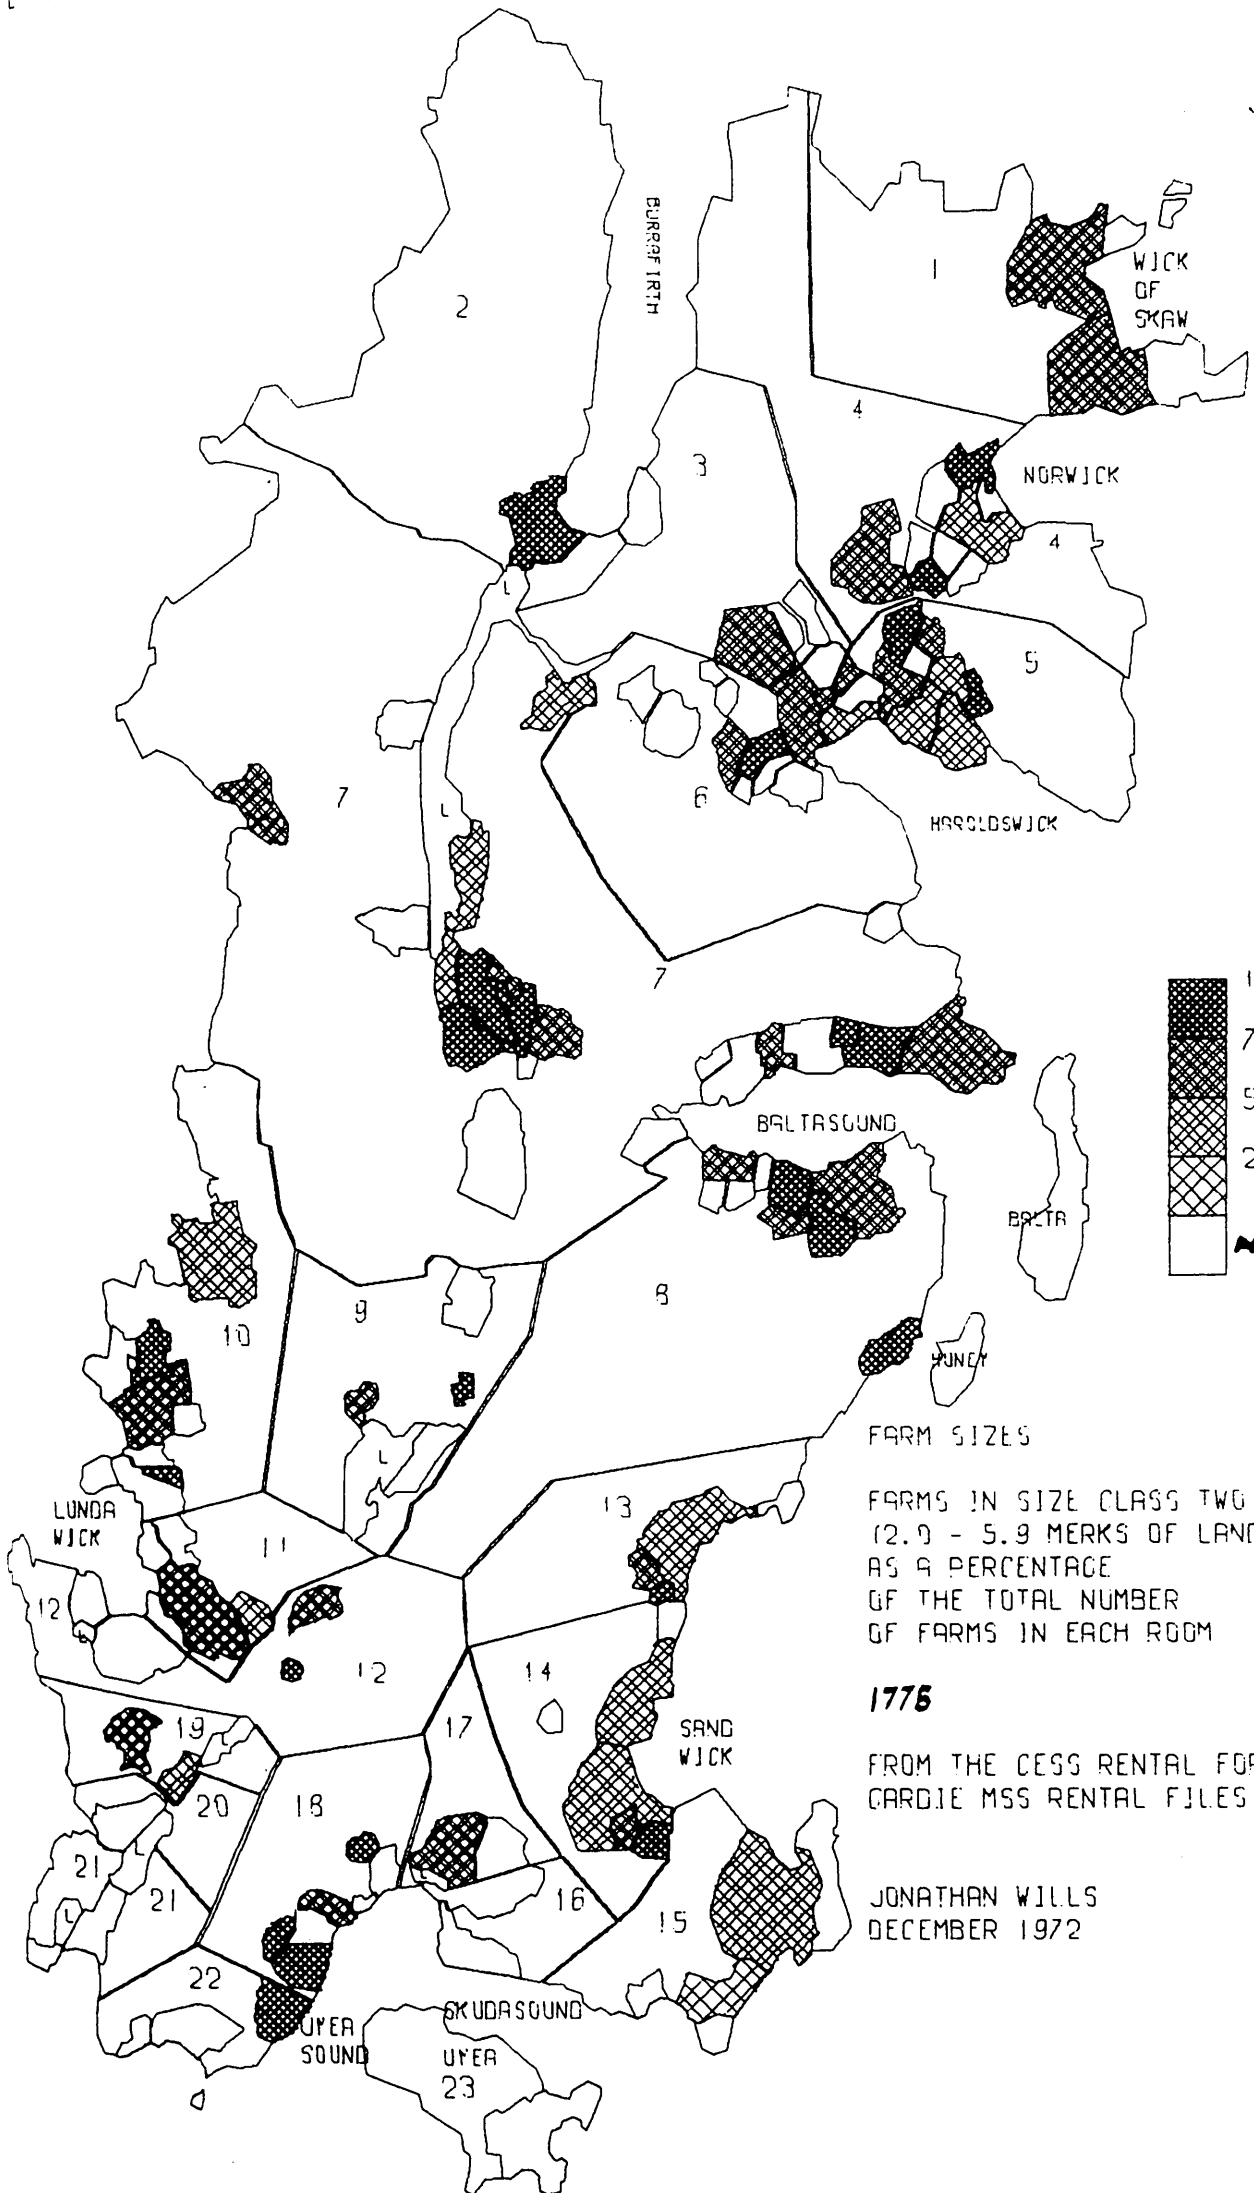 BURRAFIRTH
1
WICK
OF
SKAW
2
4
3
NORWICK
4
L
5
7
L
6
HAROLDSWICK
7
1
7
5
2
BALTASOUND
BALTA
8
9
10
HUNEY
L
LUNDA
WICK
11
13
12
L
12
14
19
17
SAND
WICK
20
18
L
21
L
21
L
16
15
22
SKUDASOUND
UYEA
SOUND
UYEA
23
FARM SIZES
FARMS IN SIZE CLASS TWO
(2.0 - 5.9 MERKS OF LAND
AS A PERCENTAGE
OF THE TOTAL NUMBER
OF FARMS IN EACH ROOM
1776
FROM THE CESS RENTAL FOR
GARDIE MSS RENTAL FILES
JONATHAN WILLS
DECEMBER 1972